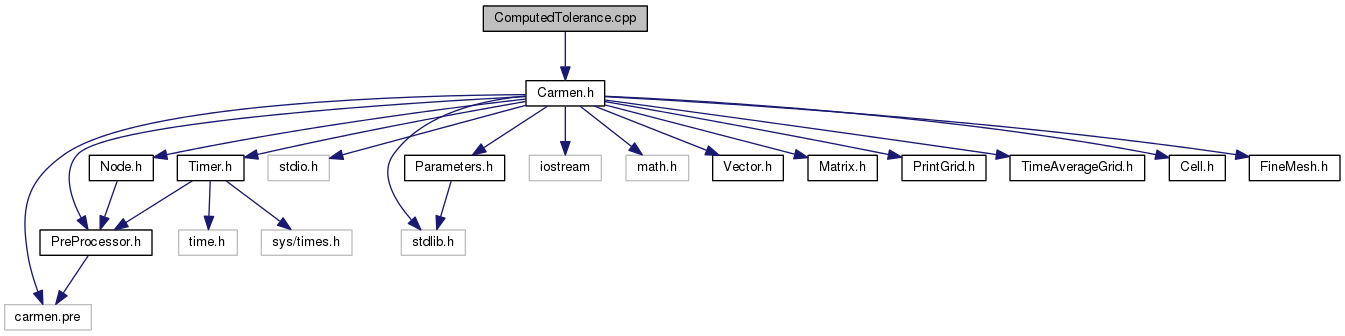 ComputedTolerance.cpp
Carmen.h
Node.h
Timer.h
stdio.h
Parameters.h
iostream
math.h
Vector.h
Matrix.h
PrintGrid.h
TimeAverageGrid.h
Cell.h
FineMesh.h
PreProcessor.h
time.h
sys/times.h
stdlib.h
carmen.pre